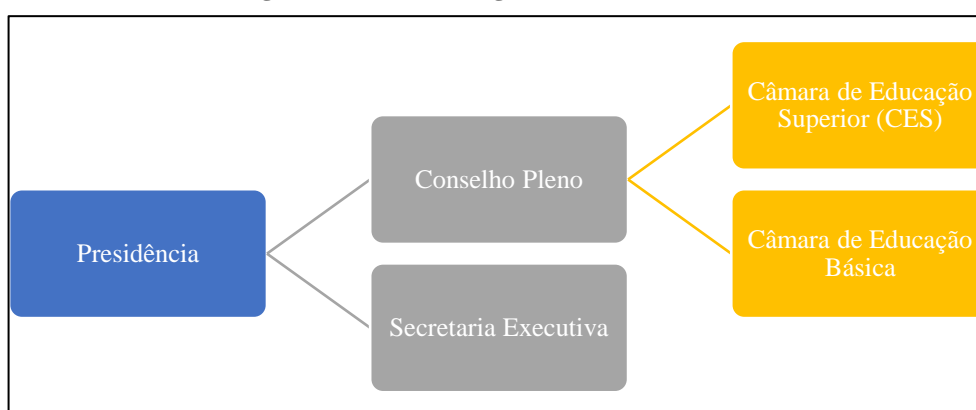 Presidência
Conselho Pleno
Secretaria Executiva
Câmara de Educação
Superior (CES)
Câmara de Educação
Básica